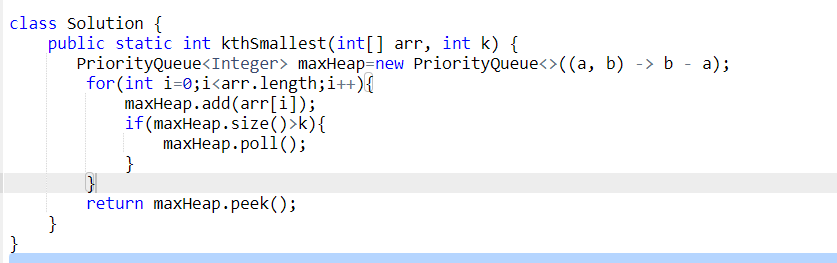 class Solution {
    public static int kthSmallest(int[] arr, int k) {
       PriorityQueue<Integer> maxHeap=new PriorityQueue<>((a, b) -> b - a);
        for(int i=0;i<arr.length;i++){
            maxHeap.add(arr[i]);
            if(maxHeap.size()>k){
                maxHeap.poll();
            }
        }
        return maxHeap.peek();
    }
}